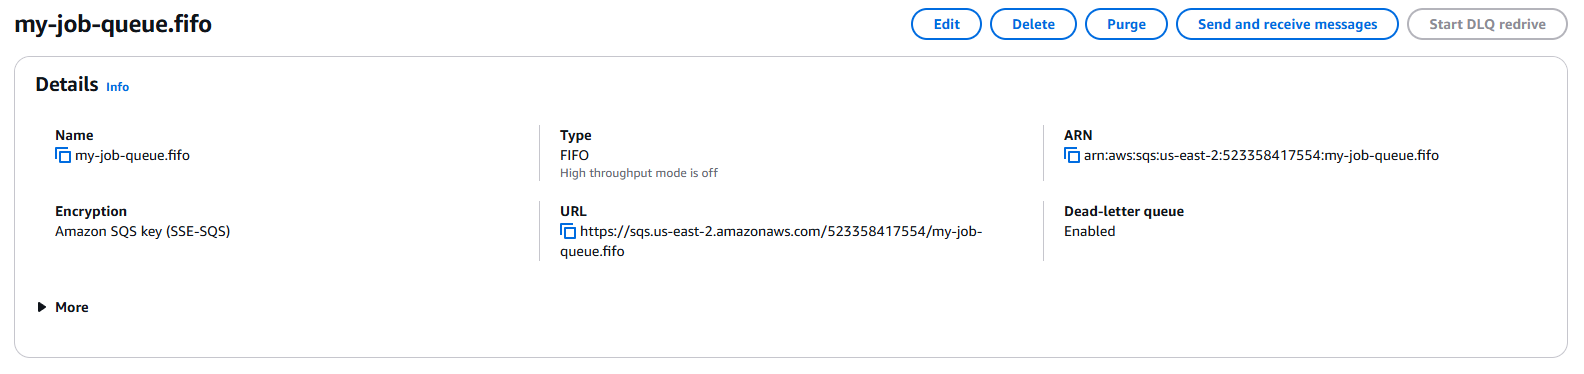 my-job-queue.fifo
Edit
Delete
Purge
Send and receive messages
Start DLQ redrive
Details Info
Name
my-job-queue.fifo
Type
FIFO
High throughput mode is off
ARN
arn:aws:sqs:us-east-2:523358417554:my-job-queue.fifo
Encryption
Amazon SQS key (SSE-SQS)
URL
https://sqs.us-east-2.amazonaws.com/523358417554/my-job-
queue.fifo
Dead-letter queue
Enabled
More